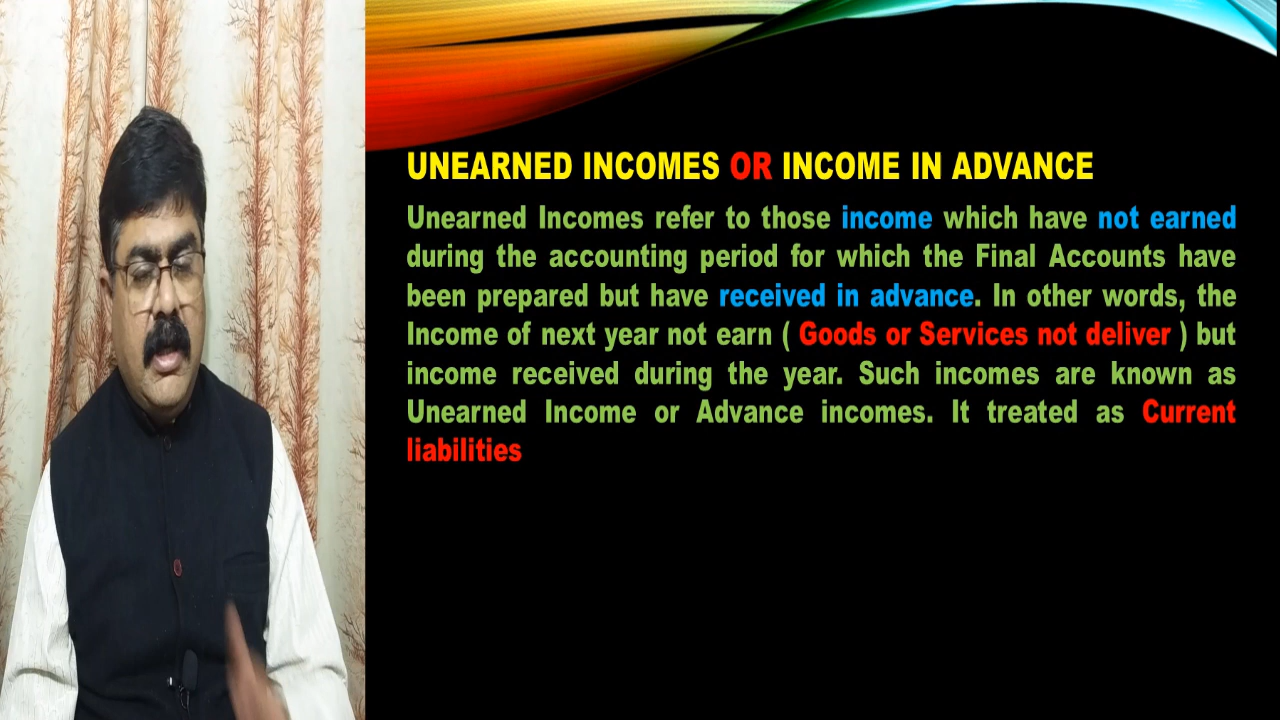 UNEARNED INCOMES OR INCOME IN ADVANCE
Unearned Incomes refer to those income which have not earned
during the accounting period for which the Final Accounts have
been prepared but have received in advance. In other words, the
Income of next year not earn ( Goods or Services not deliver ) but
income received during the year. Such incomes are known as
Unearned Income or Advance incomes. It treated as Current
liabilities